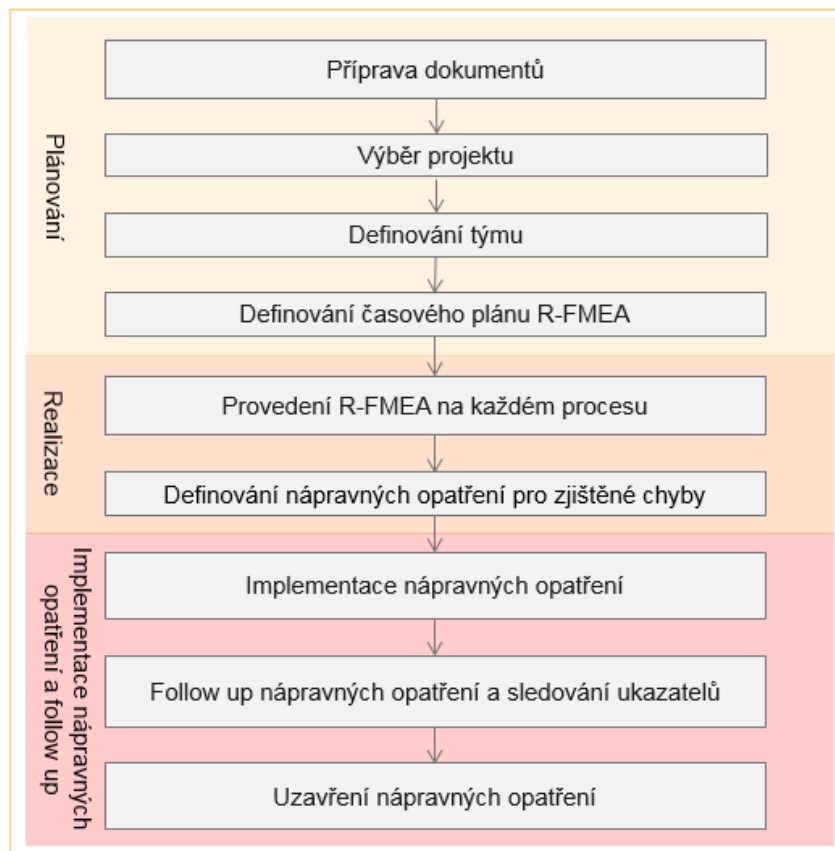 Plánování
Příprava dokumentů
Výběr projektu
Definování týmu
Definování časového plánu R-FMEA
Realizace
Provedení R-FMEA na každém procesu
Definování nápravných opatření pro zjištěné chyby
Implementace nápravných
opatření a follow up
Implementace nápravných opatření
Follow up nápravných opatření a sledování ukazatelů
Uzavření nápravných opatření